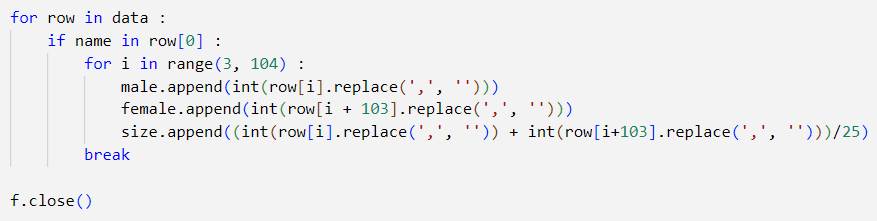 for row in data :
    if name in row[0] :
        for i in range(3, 104) :
            male.append(int(row[i].replace(',', '')))
            female.append(int(row[i + 103].replace(',', '')))
            size.append((int(row[i].replace(',', '')) + int(row[i+103].replace(',', '')))/25)
        break

f.close()